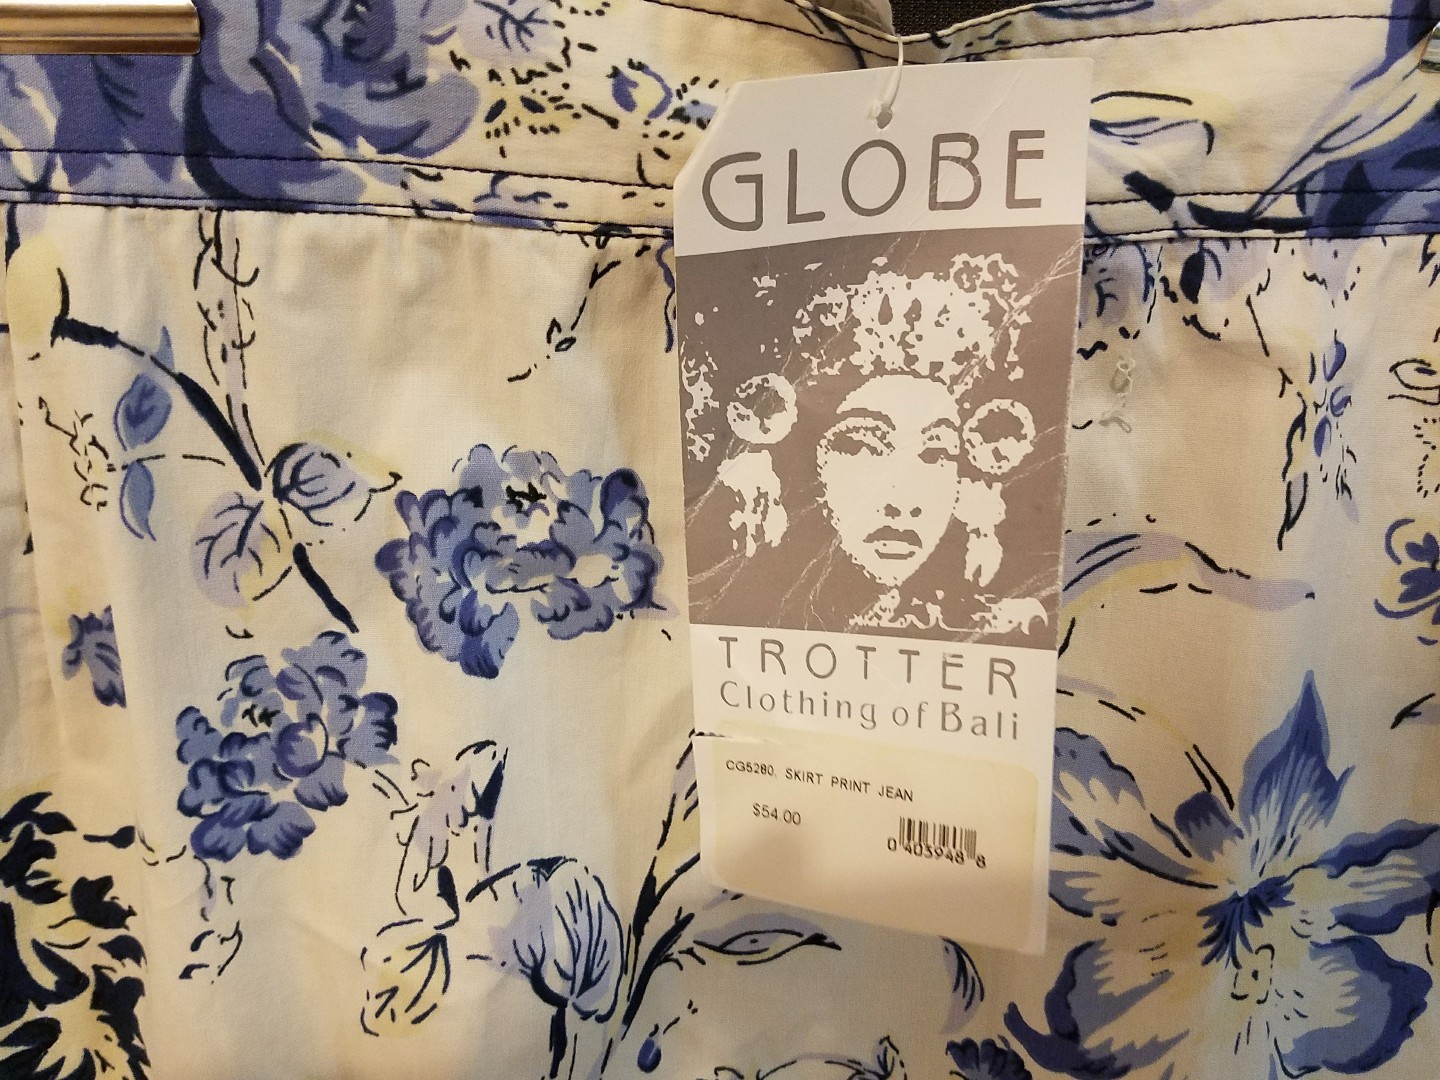 GLOBE
TROTTER
Clothing of Bali
CG5280, SKIRT PRINT JEAN
$54.00
0 403948 8